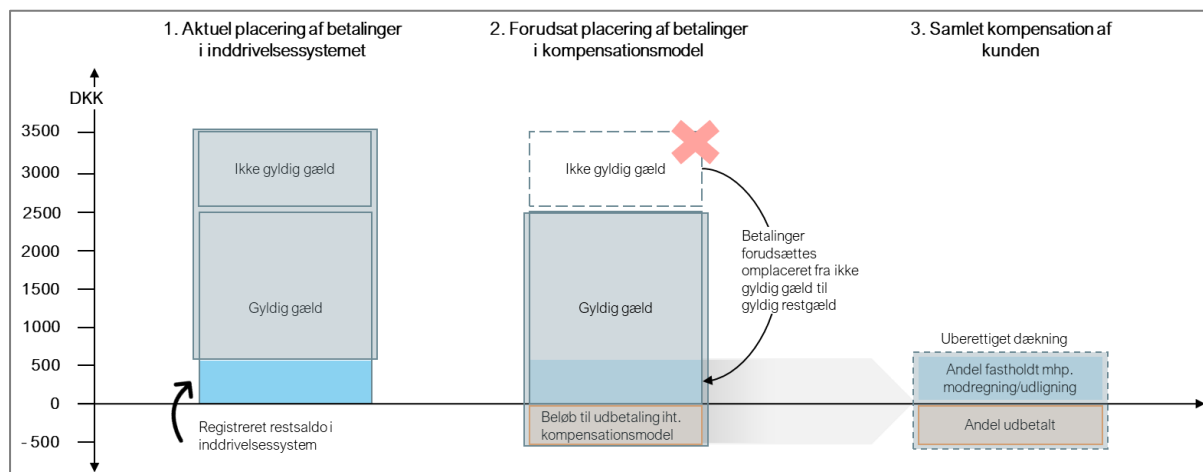 1. Aktuel placering af betalinger
i inddrivelsessystemet
2. Forudsat placering af betalinger
i kompensationsmodel
3. Samlet kompensation af
kunden
DKK
3500
3000
2500
2000
1500
1000
500
0
-500
Ikke gyldig gæld
Gyldig gæld
Registreret restsaldo i
inddrivelsessystem
Ikke gyldig gæld
Gyldig gæld
Beløb til udbetaling iht.
kompensationsmodel
Betalinger
forudsættes
omplaceret fra ikke
gyldig gæld til
gyldig restgæld
Uberettiget dækning
Andel fastholdt mhp.
modregning/udligning
Andel udbetalt